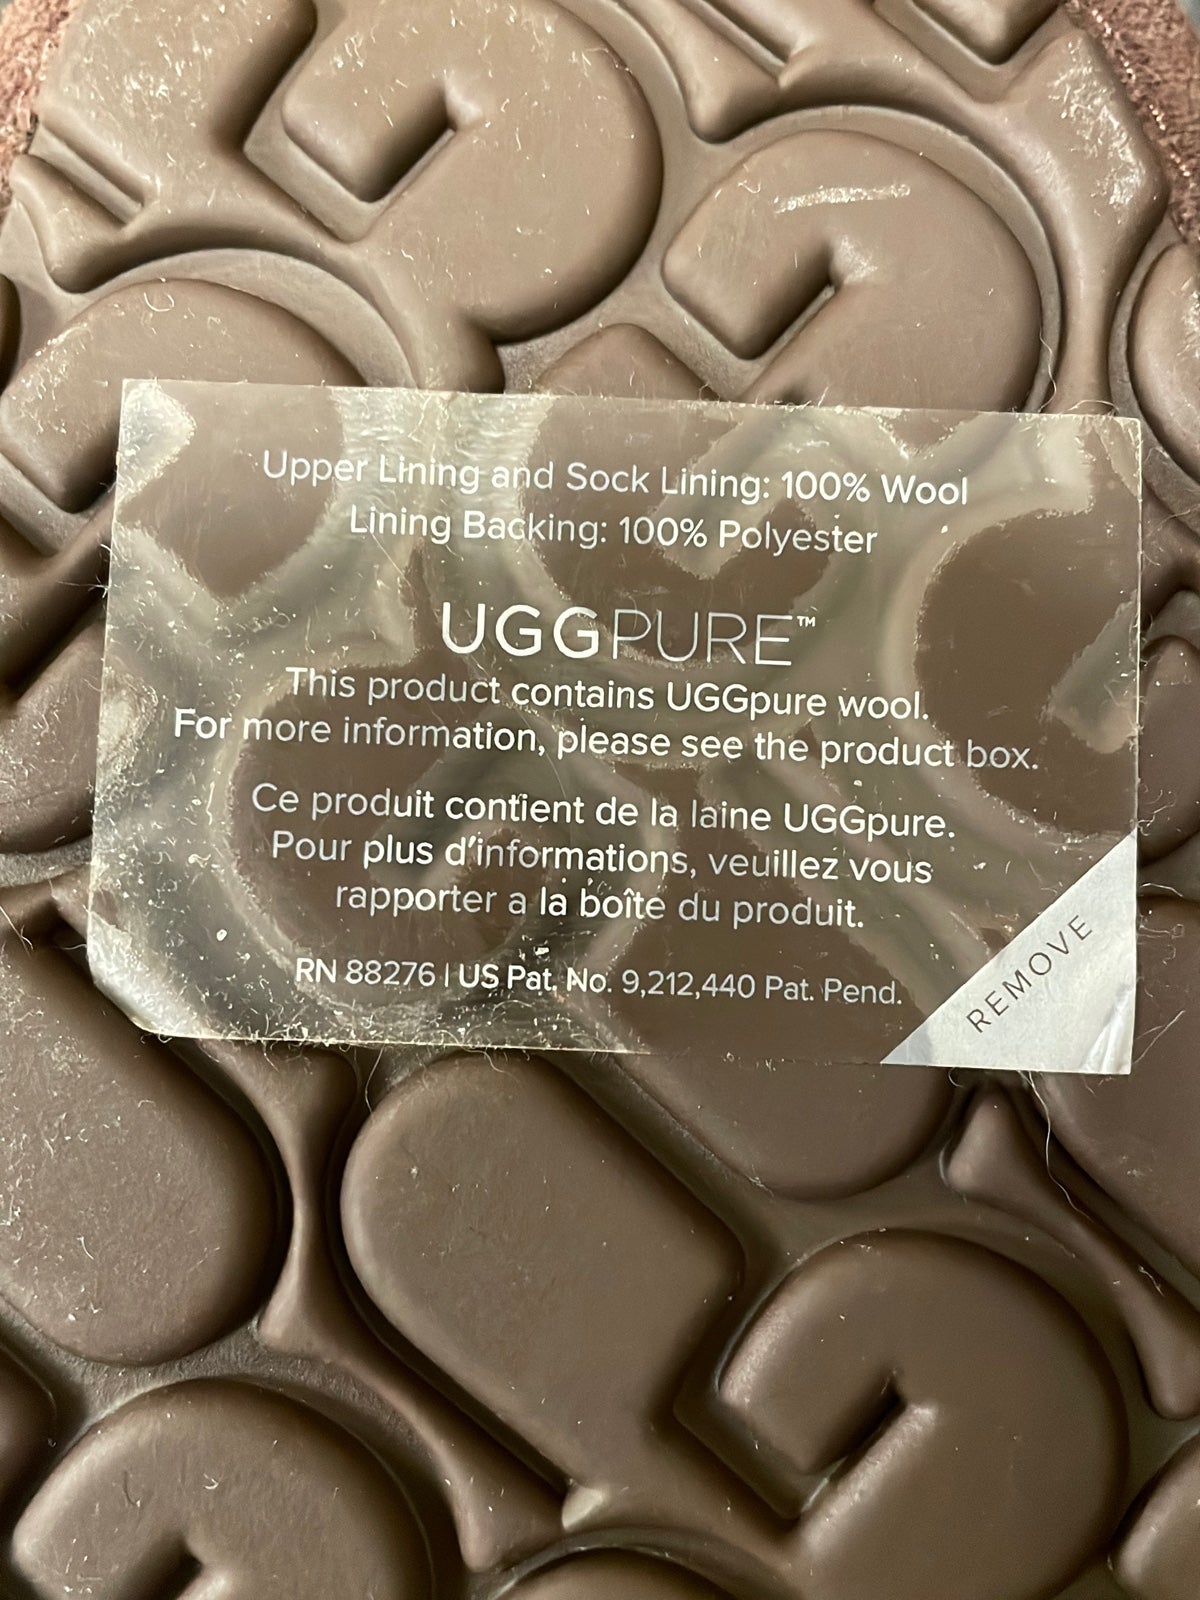 Upper Lining and Sock Lining: 100% Wool
Lining Backing: 100% Polyester
UGGPURE™
This product contains UGGpure wool.
For more information, please see the product box.
Ce produit contient de la laine UGGpure.
Pour plus d'informations, veuillez vous
rapporter a la boîte du produit.
RN 88276 | US Pat. No. 9,212,440 Pat. Pend.
REMOVE